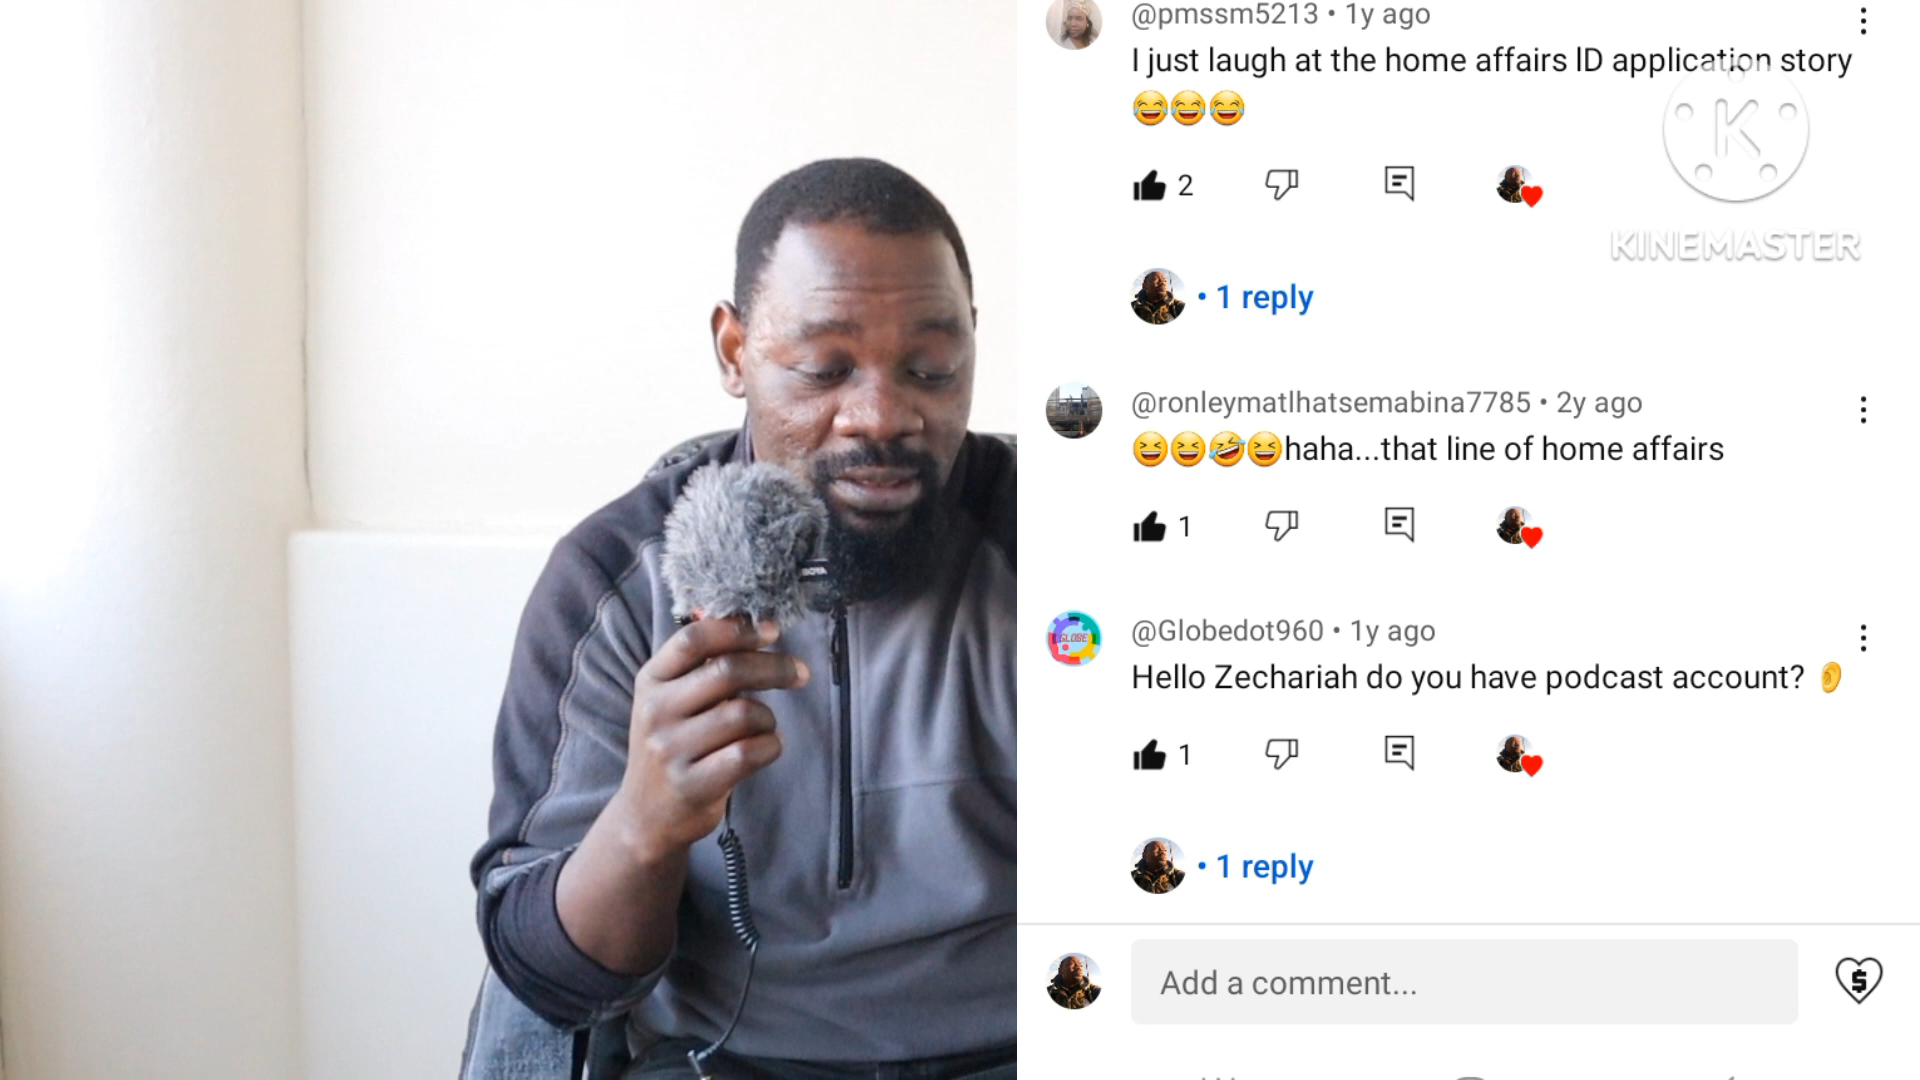 @pmssm5213 • 1y ago
I just laugh at the home affairs ID application story
😂😂😂
2
KINEMASTER
• 1 reply
@ronleymatlhatsemabina7785 • 2y ago
😆😆🤣😆haha...that line of home affairs
1
@Globedot960 • 1y ago
GLOBE
Hello Zechariah do you have podcast account? 👂
1
• 1 reply
Add a comment...
BOYA